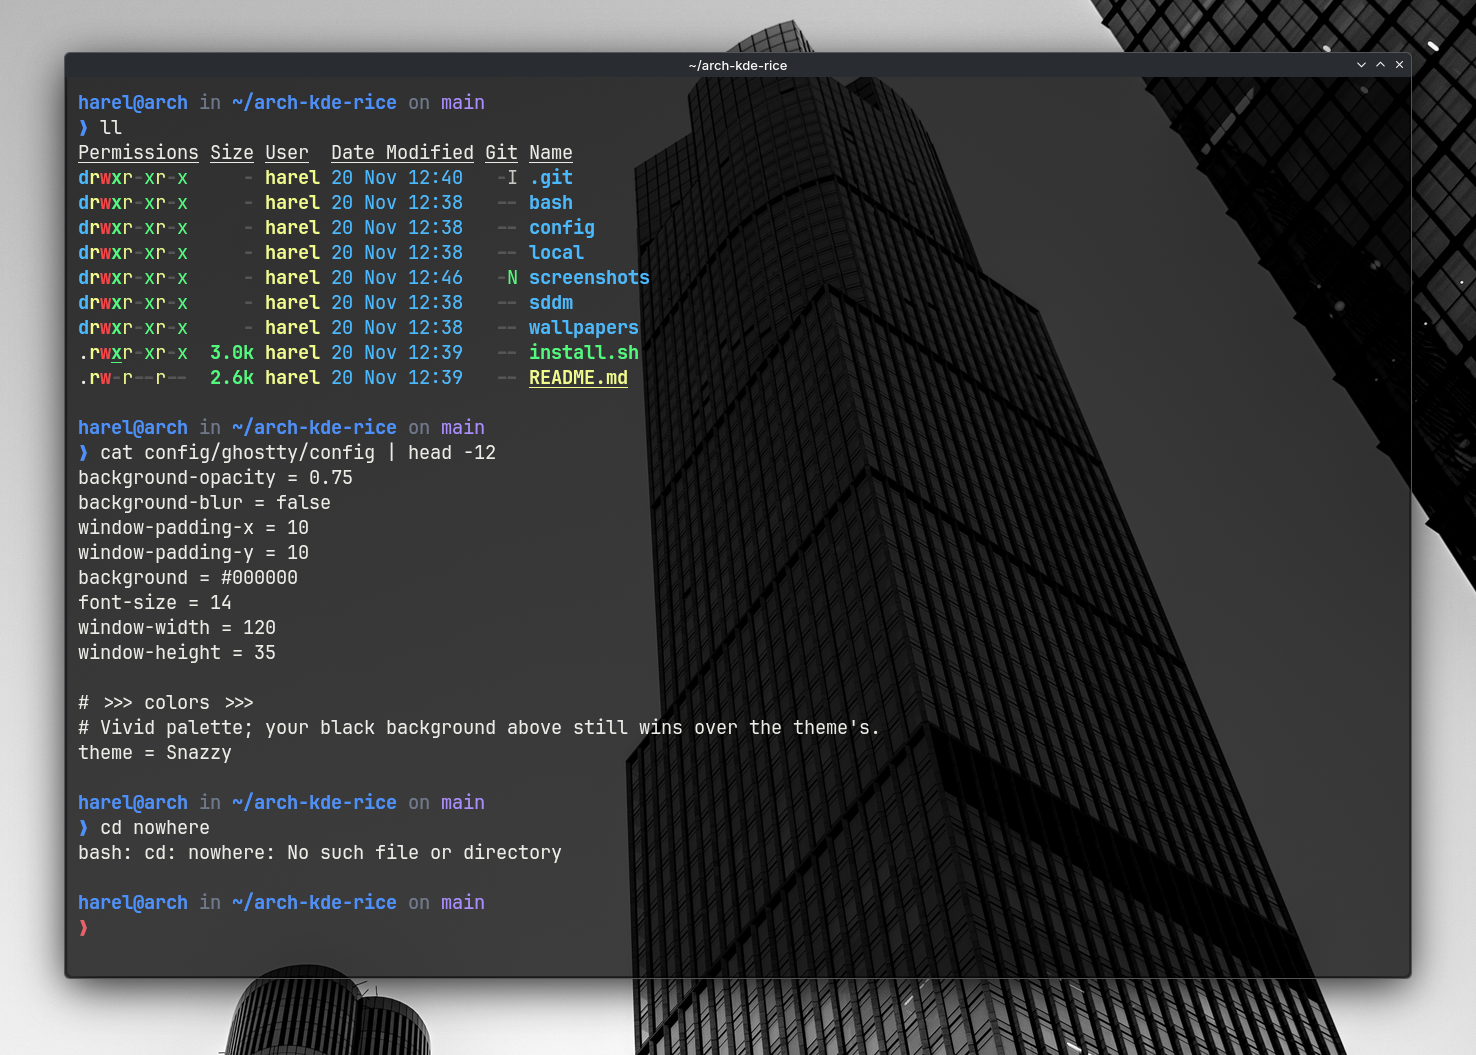 ~/arch-kde-rice
harel@arch in ~/arch-kde-rice on main
❱ ll
Permissions Size User  Date Modified Git Name
drwxr-xr-x     - harel 20 Nov 12:40  -I .git
drwxr-xr-x     - harel 20 Nov 12:38  -- bash
drwxr-xr-x     - harel 20 Nov 12:38  -- config
drwxr-xr-x     - harel 20 Nov 12:38  -- local
drwxr-xr-x     - harel 20 Nov 12:46  -N screenshots
drwxr-xr-x     - harel 20 Nov 12:38  -- sddm
drwxr-xr-x     - harel 20 Nov 12:38  -- wallpapers
.rwxr-xr-x  3.0k harel 20 Nov 12:39  -- install.sh
.rw-r--r--  2.6k harel 20 Nov 12:39  -- README.md
harel@arch in ~/arch-kde-rice on main
❱ cat config/ghostty/config | head -12
background-opacity = 0.75
background-blur = false
window-padding-x = 10
window-padding-y = 10
background = #000000
font-size = 14
window-width = 120
window-height = 35
# >>> colors >>>
# Vivid palette; your black background above still wins over the theme's.
theme = Snazzy
harel@arch in ~/arch-kde-rice on main
❱ cd nowhere
bash: cd: nowhere: No such file or directory
harel@arch in ~/arch-kde-rice on main
❱